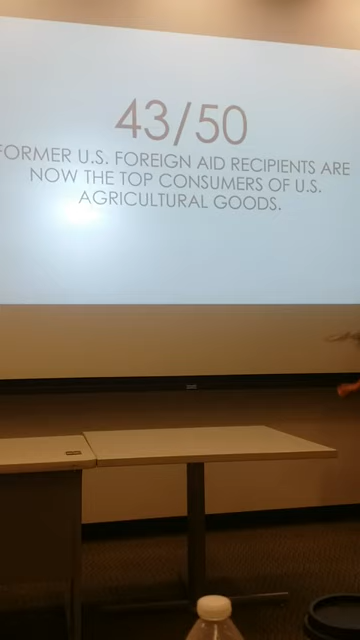 43/50
FORMER U.S. FOREIGN AID RECIPIENTS ARE
NOW THE TOP CONSUMERS OF U.S.
AGRICULTURAL GOODS.